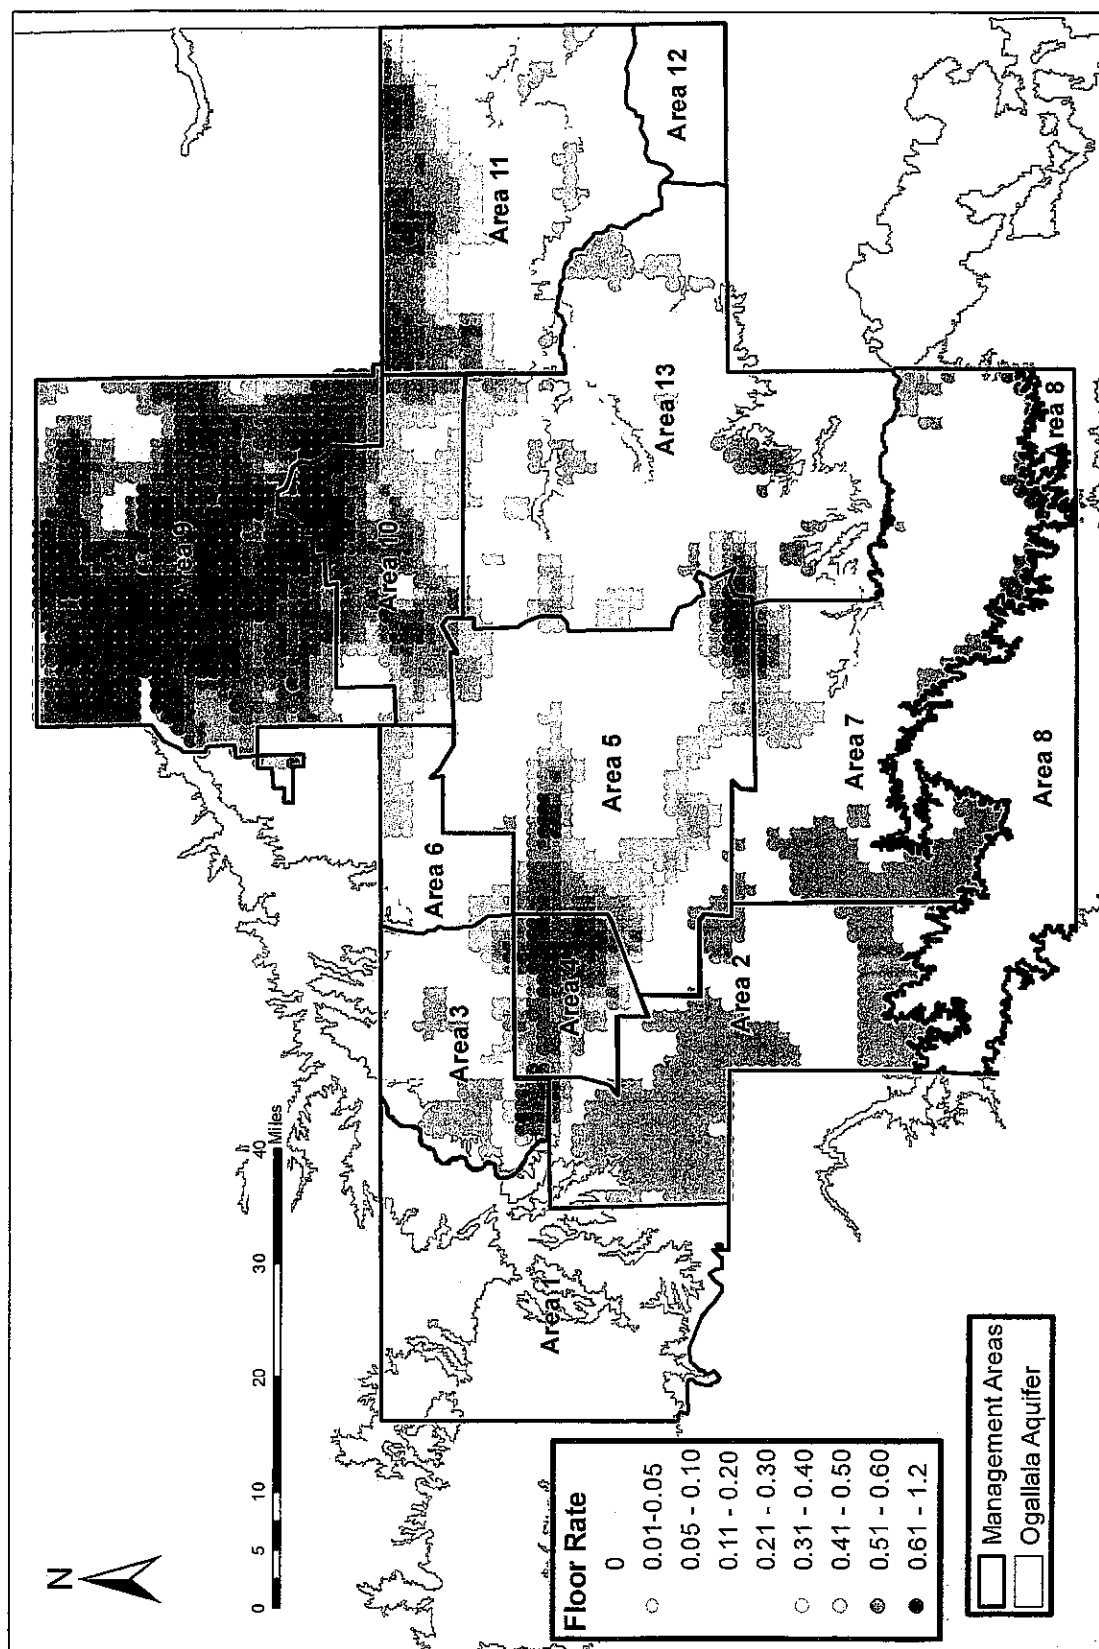 N
0 5 10 20 30 40
Miles
Area 9
Area 10
Area 11
Area 12
Area 6
Area 3
Area 4
Area 5
Area 13
Area 1
Area 2
Area 7
Area 8
Area 8
Floor Rate
0
0.01-0.05
0.05 - 0.10
0.11 - 0.20
0.21 - 0.30
0.31 - 0.40
0.41 - 0.50
0.51 - 0.60
0.61 - 1.2
Management Areas
Ogallala Aquifer